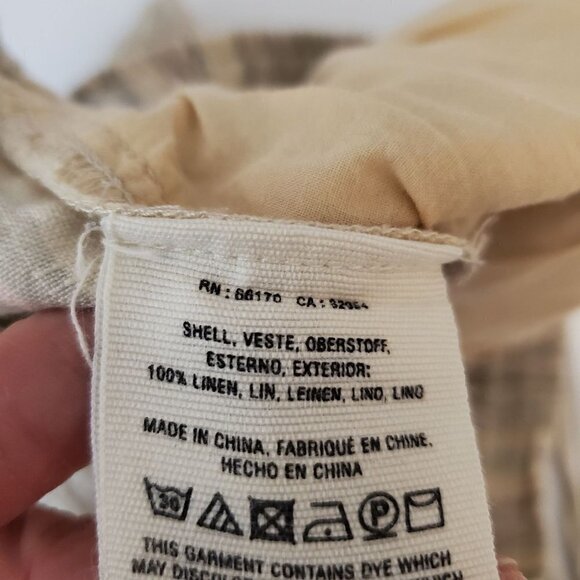 RN: 66170 CA:
SHELL, VESTE, OBERSTOFF,
ESTERNO, EXTERIOR:
100% LINEN, LIN, LEINEN, LINO, LINO
MADE IN CHINA, FABRIQUÉ EN CHINE,
HECHO EN CHINA
30 P
THIS GARMENT CONTAINS DYE WHICH
MAY